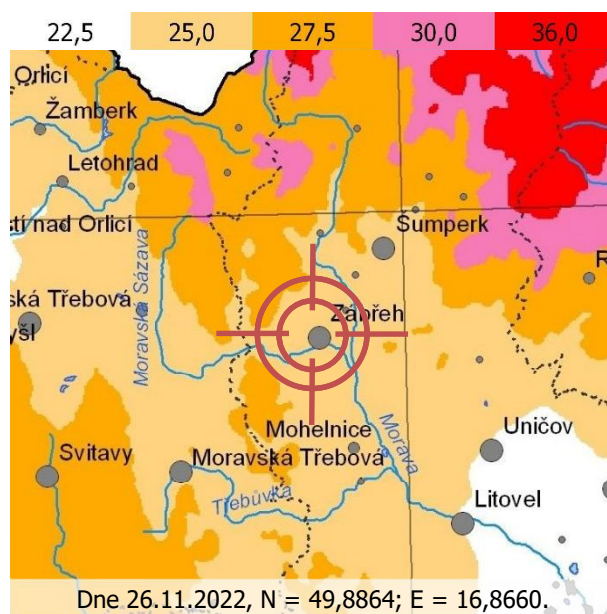 22,5 25,0 27,5 30,0 36,0
Orlicí
Žamberk
Letohrad
stí nad Orlicí
Šumperk
Moravská Sázava
ská Třebová
R
yšl
Zábřeh
Mohelnice
Morava
Uničov
Svitavy
Moravská Třebová
Třebůvka
Litovel
Dne 26.11.2022, N = 49,8864; E = 16,8660.